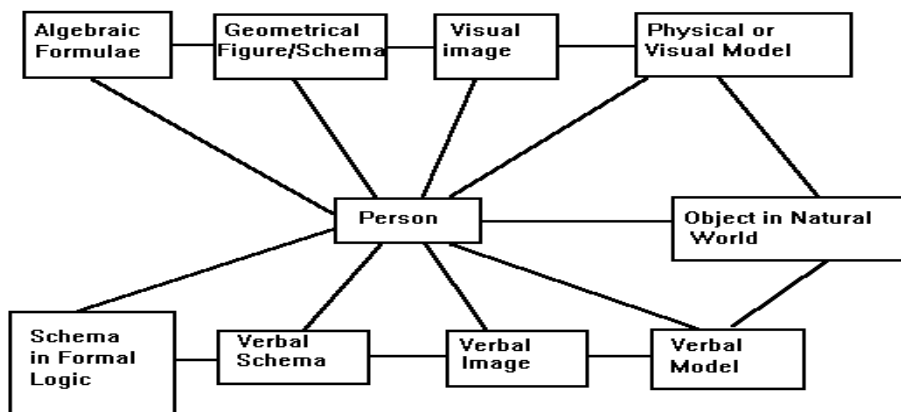 Algebraic
Formulae
Geometrical
Figure/Schema
Visual
image
Physical or
Visual Model
Person
Object in Natural
World
Schema
in Formal
Logic
Verbal
Schema
Verbal
Image
Verbal
Model